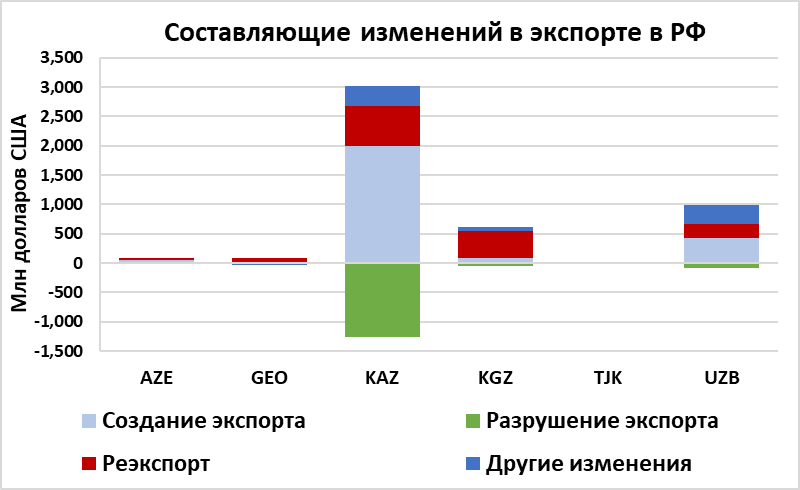 Составляющие изменений в экспорте в РФ
Млн долларов США
3,500
3,000
2,500
2,000
1,500
1,000
500
0
-500
-1,000
-1,500
AZE GEO KAZ KGZ TJK UZB
Создание экспорта Разрушение экспорта
Реэкспорт Другие изменения